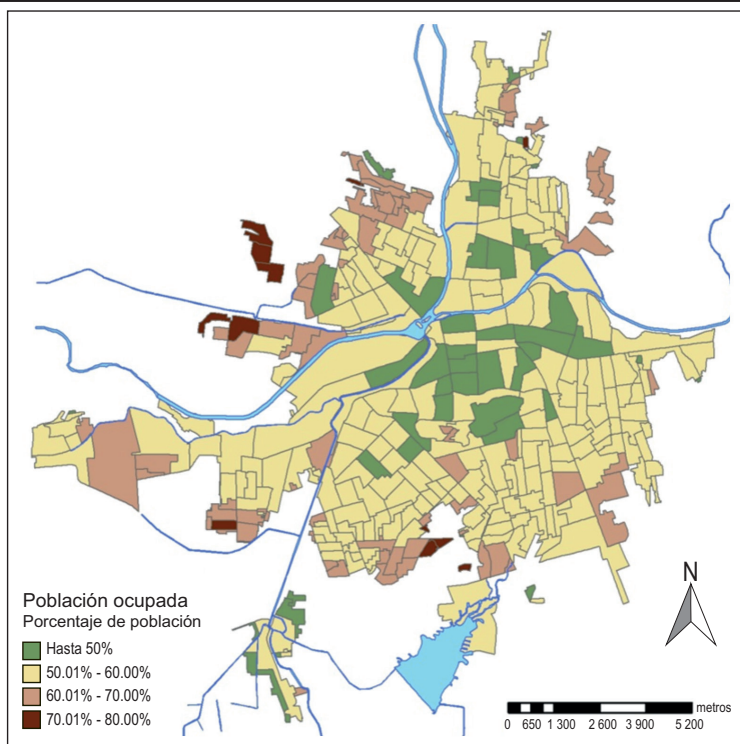 N
Población ocupada
Porcentaje de población
Hasta 50%
50.01% - 60.00%
60.01% - 70.00%
70.01% - 80.00%
metros
0 650 1 300 2 600 3 900 5 200